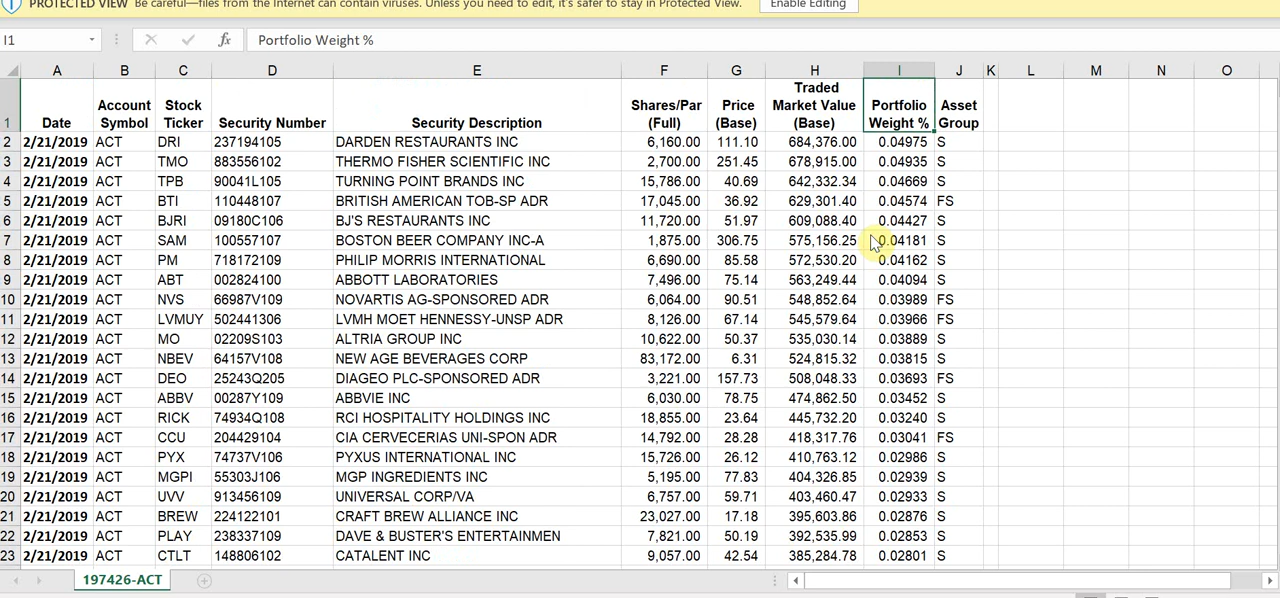 PROTECTED VIEW Be careful—files from the Internet can contain viruses. Unless you need to edit, it's safer to stay in Protected View. Enable Editing
I1 fx Portfolio Weight %
A B C D E F G H I J K L M N O
1 Date Account Symbol Stock Ticker Security Number Security Description Shares/Par (Full) Price (Base) Traded Market Value (Base) Portfolio Weight % Asset Group
2 2/21/2019 ACT DRI 237194105 DARDEN RESTAURANTS INC 6,160.00 111.10 684,376.00 0.04975 S
3 2/21/2019 ACT TMO 883556102 THERMO FISHER SCIENTIFIC INC 2,700.00 251.45 678,915.00 0.04935 S
4 2/21/2019 ACT TPB 90041L105 TURNING POINT BRANDS INC 15,786.00 40.69 642,332.34 0.04669 S
5 2/21/2019 ACT BTI 110448107 BRITISH AMERICAN TOB-SP ADR 17,045.00 36.92 629,301.40 0.04574 FS
6 2/21/2019 ACT BJRI 09180C106 BJ'S RESTAURANTS INC 11,720.00 51.97 609,088.40 0.04427 S
7 2/21/2019 ACT SAM 100557107 BOSTON BEER COMPANY INC-A 1,875.00 306.75 575,156.25 0.04181 S
8 2/21/2019 ACT PM 718172109 PHILIP MORRIS INTERNATIONAL 6,690.00 85.58 572,530.20 0.04162 S
9 2/21/2019 ACT ABT 002824100 ABBOTT LABORATORIES 7,496.00 75.14 563,249.44 0.04094 S
10 2/21/2019 ACT NVS 66987V109 NOVARTIS AG-SPONSORED ADR 6,064.00 90.51 548,852.64 0.03989 FS
11 2/21/2019 ACT LVMUY 502441306 LVMH MOET HENNESSY-UNSP ADR 8,126.00 67.14 545,579.64 0.03966 FS
12 2/21/2019 ACT MO 02209S103 ALTRIA GROUP INC 10,622.00 50.37 535,030.14 0.03889 S
13 2/21/2019 ACT NBEV 64157V108 NEW AGE BEVERAGES CORP 83,172.00 6.31 524,815.32 0.03815 S
14 2/21/2019 ACT DEO 25243Q205 DIAGEO PLC-SPONSORED ADR 3,221.00 157.73 508,048.33 0.03693 FS
15 2/21/2019 ACT ABBV 00287Y109 ABBVIE INC 6,030.00 78.75 474,862.50 0.03452 S
16 2/21/2019 ACT RICK 74934Q108 RCI HOSPITALITY HOLDINGS INC 18,855.00 23.64 445,732.20 0.03240 S
17 2/21/2019 ACT CCU 204429104 CIA CERVECERIAS UNI-SPON ADR 14,792.00 28.28 418,317.76 0.03041 FS
18 2/21/2019 ACT PYX 74737V106 PYXUS INTERNATIONAL INC 15,726.00 26.12 410,763.12 0.02986 S
19 2/21/2019 ACT MGPI 55303J106 MGP INGREDIENTS INC 5,195.00 77.83 404,326.85 0.02939 S
20 2/21/2019 ACT UVV 913456109 UNIVERSAL CORP/VA 6,757.00 59.71 403,460.47 0.02933 S
21 2/21/2019 ACT BREW 224122101 CRAFT BREW ALLIANCE INC 23,027.00 17.18 395,603.86 0.02876 S
22 2/21/2019 ACT PLAY 238337109 DAVE & BUSTER'S ENTERTAINMEN 7,821.00 50.19 392,535.99 0.02853 S
23 2/21/2019 ACT CTLT 148806102 CATALENT INC 9,057.00 42.54 385,284.78 0.02801 S
197426-ACT